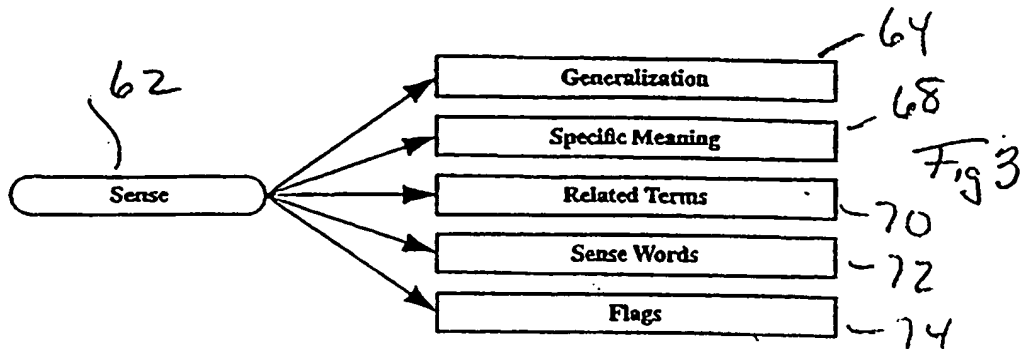 64
Generalization
62
68
Specific Meaning
Fig 3
Sense
Related Terms
70
Sense Words
72
Flags
74